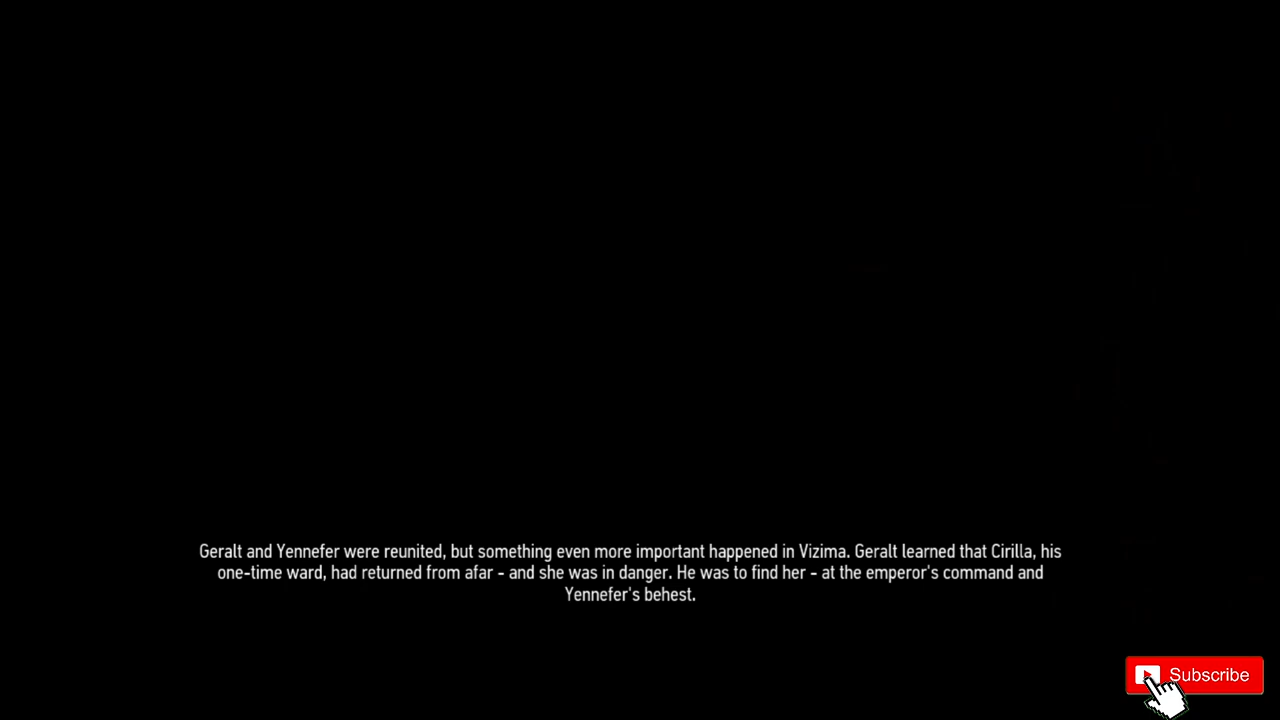 Geralt and Yennefer were reunited, but something even more important happened in Vizima. Geralt learned that Cirilla, his
one-time ward, had returned from afar - and she was in danger. He was to find her - at the emperor's command and
Yennefer's behest.
Subscribe